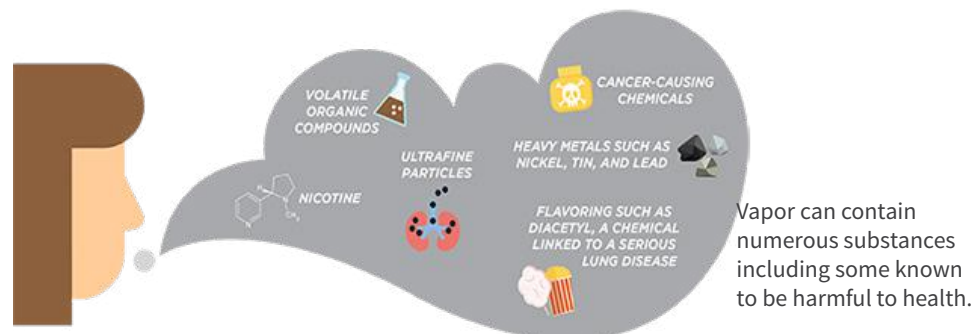 VOLATILE
ORGANIC
COMPOUNDS
CANCER-CAUSING
CHEMICALS
ULTRAFINE
PARTICLES
HEAVY METALS SUCH AS
NICKEL, TIN, AND LEAD
NICOTINE
N
H
N
CH3
FLAVORING SUCH AS
DIACETYL, A CHEMICAL
LINKED TO A SERIOUS
LUNG DISEASE
Vapor can contain
numerous substances
including some known
to be harmful to health.